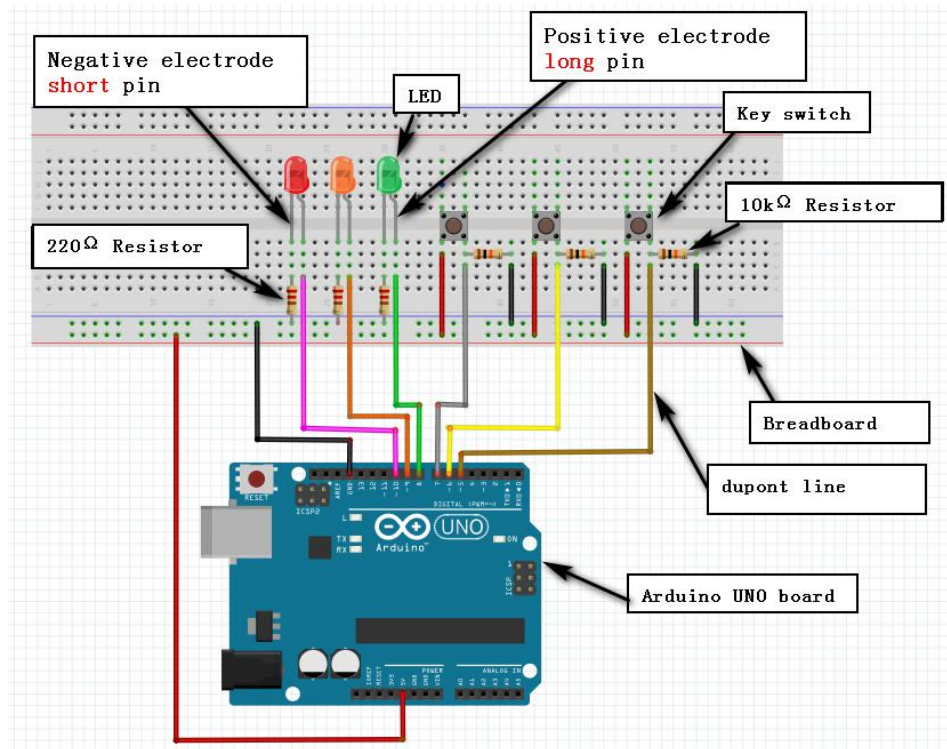 Negative electrode
short pin
Positive electrode
long pin
LED
Key switch
10kΩ Resistor
220Ω Resistor
Breadboard
dupont line
RESET
ICSP2
AREF
GND
13
12
~11
~10
~9
8
7
~6
~5
4
~3
2
TX0 1
RX0 0
DIGITAL (PWM~)
L
TX
RX
UNO
Arduino™
ON
1
ICSP
Arduino UNO board
IOREF
RESET
3V3
5V
GND
GND
VIN
POWER
ANALOG IN
A0
A1
A2
A3
A4
A5